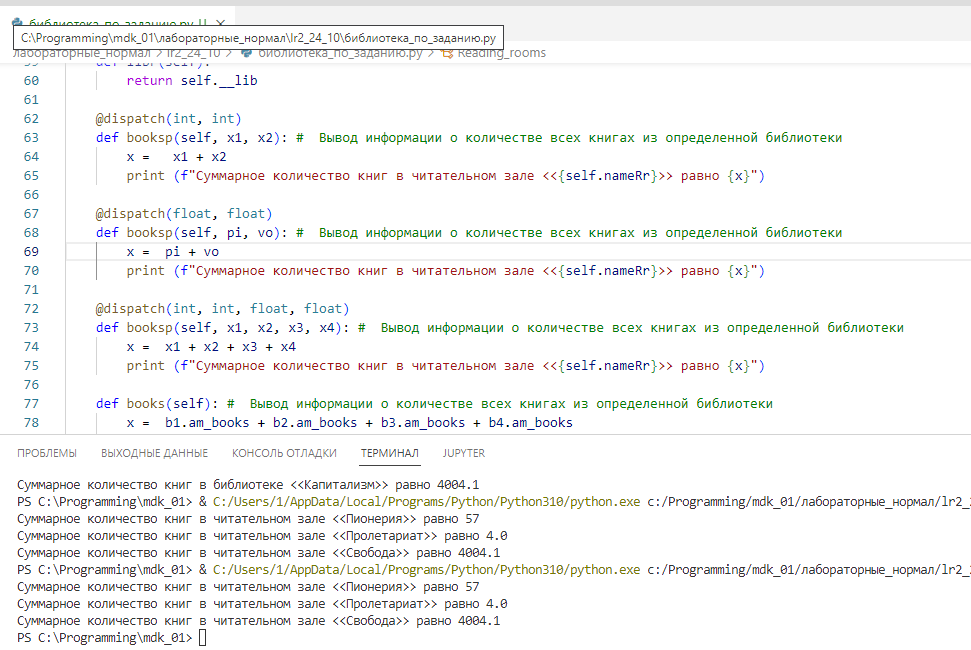 библиотека_по_заданию.py
C:\Programming\mdk_01\лабораторные_нормал\lr2_24_10\библиотека_по_заданию.py
лабораторные_нормал > lr2_24_10 > библиотека_по_заданию.py > Reading_rooms
59 def libr(self):
60 return self.__lib
61
62 @dispatch(int, int)
63 def booksp(self, x1, x2): #  Вывод информации о количестве всех книгах из определенной библиотеки
64 x =   x1 + x2
65 print (f"Суммарное количество книг в читательном зале <<{self.nameRr}>> равно {x}")
66
67 @dispatch(float, float)
68 def booksp(self, pi, vo): #  Вывод информации о количестве всех книгах из определенной библиотеки
69 x =  pi + vo
70 print (f"Суммарное количество книг в читательном зале <<{self.nameRr}>> равно {x}")
71
72 @dispatch(int, int, float, float)
73 def booksp(self, x1, x2, x3, x4): #  Вывод информации о количестве всех книгах из определенной библиотеки
74 x =  x1 + x2 + x3 + x4
75 print (f"Суммарное количество книг в читательном зале <<{self.nameRr}>> равно {x}")
76
77 def books(self): #  Вывод информации о количестве всех книгах из определенной библиотеки
78 x =  b1.am_books + b2.am_books + b3.am_books + b4.am_books
ПРОБЛЕМЫ ВЫХОДНЫЕ ДАННЫЕ КОНСОЛЬ ОТЛАДКИ ТЕРМИНАЛ JUPYTER
Суммарное количество книг в библиотеке <<Капитализм>> равно 4004.1
PS C:\Programming\mdk_01> & C:/Users/1/AppData/Local/Programs/Python/Python310/python.exe c:/Programming/mdk_01/лабораторные_нормал/lr2_
Суммарное количество книг в читательном зале <<Пионерия>> равно 57
Суммарное количество книг в читательном зале <<Пролетариат>> равно 4.0
Суммарное количество книг в читательном зале <<Свобода>> равно 4004.1
PS C:\Programming\mdk_01> & C:/Users/1/AppData/Local/Programs/Python/Python310/python.exe c:/Programming/mdk_01/лабораторные_нормал/lr2_
Суммарное количество книг в читательном зале <<Пионерия>> равно 57
Суммарное количество книг в читательном зале <<Пролетариат>> равно 4.0
Суммарное количество книг в читательном зале <<Свобода>> равно 4004.1
PS C:\Programming\mdk_01>